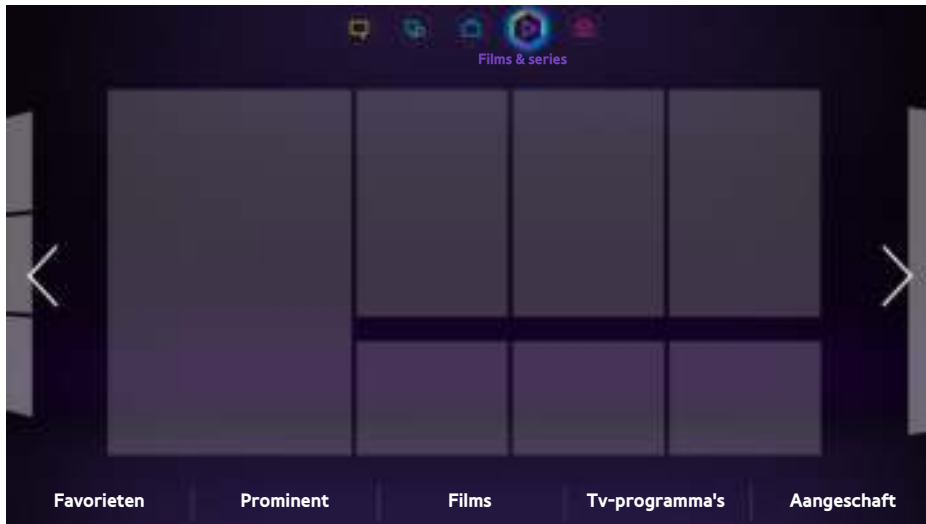 Films & series
Favorieten Prominent Films Tv-programma's Aangeschaft